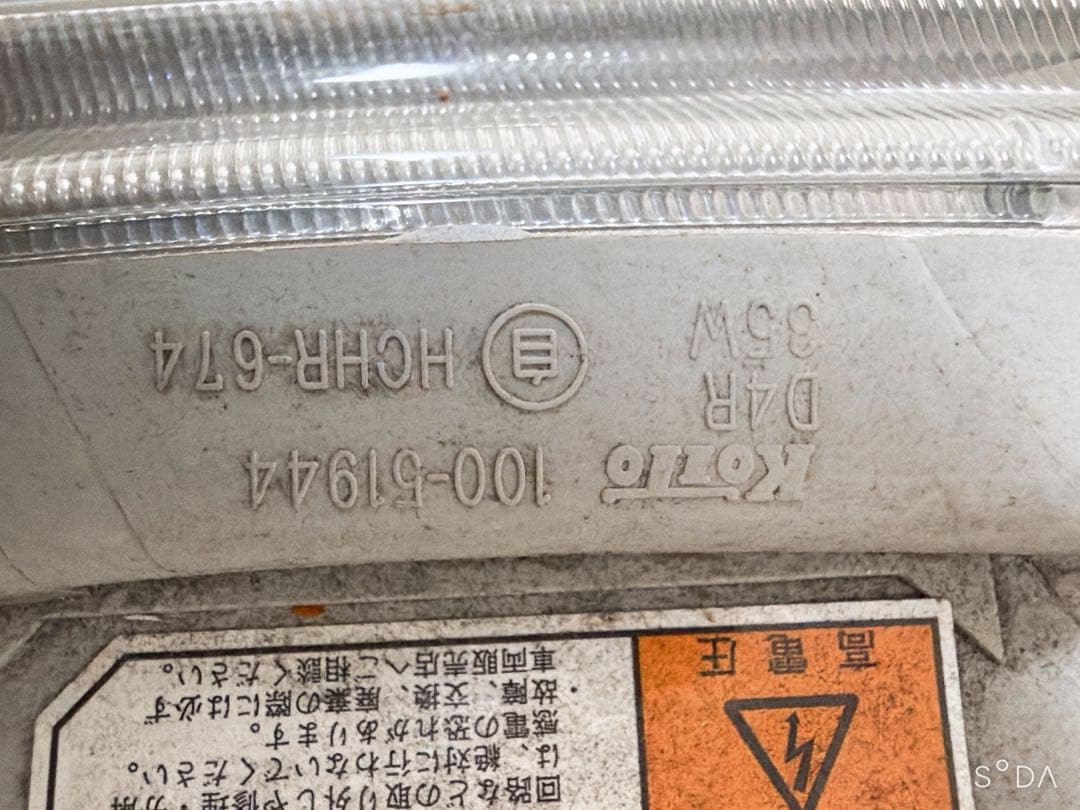 回路などの取り外しや修理・分解
は、絶対に行わないでください。
感電の恐れがあります。
・故障、交換、廃棄の際には必ず
車両販売店へご相談ください。
高電圧
KOITO 100-51944
D4R
35W
自 HCHR-674
S°DA